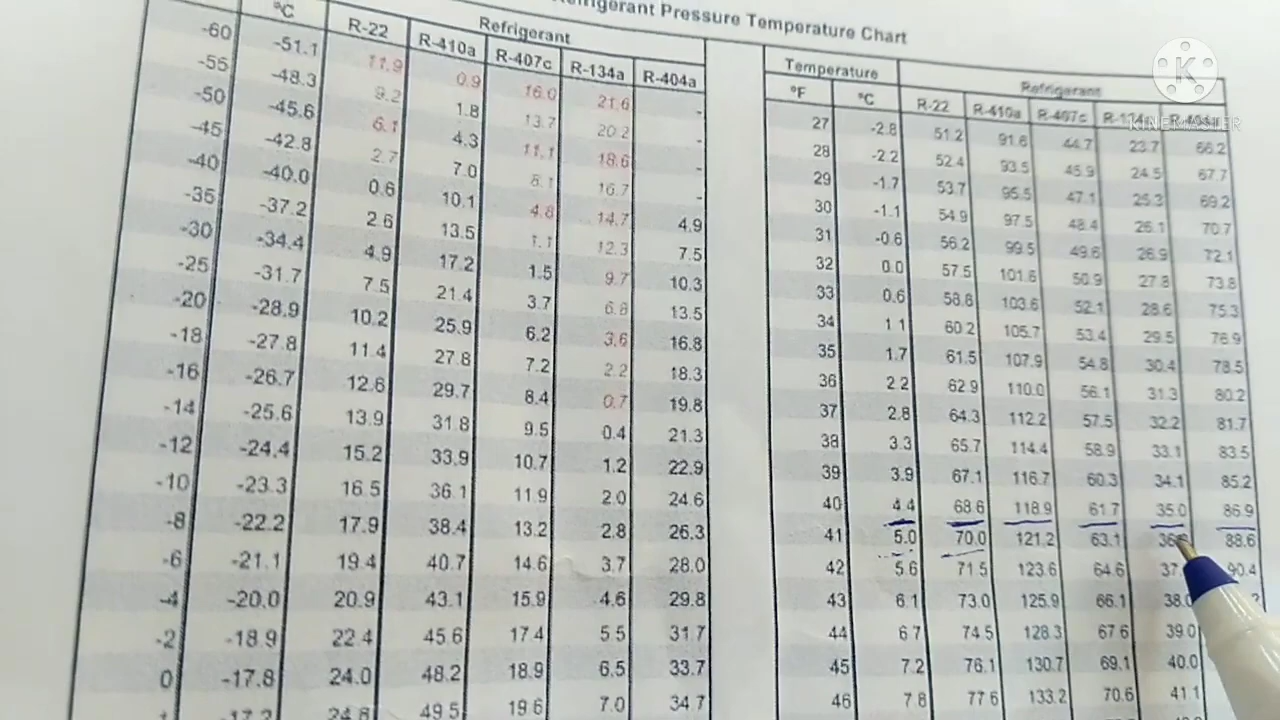 Refrigerant Pressure Temperature Chart
Refrigerant
°C R-22 R-410a R-407c R-134a R-404a
-60 -51.1 11.9 0.9 16.0 21.6 -
-55 -48.3 9.2 1.8 13.7 20.2 -
-50 -45.6 6.1 4.3 11.1 18.6 -
-45 -42.8 2.7 7.0 8.1 16.7 -
-40 -40.0 0.6 10.1 4.8 14.7 4.9
-35 -37.2 2.6 13.5 1.1 12.3 7.5
-30 -34.4 4.9 17.2 1.5 9.7 10.3
-25 -31.7 7.5 21.4 3.7 6.8 13.5
-20 -28.9 10.2 25.9 6.2 3.6 16.8
-18 -27.8 11.4 27.8 7.2 2.2 18.3
-16 -26.7 12.6 29.7 8.4 0.7 19.8
-14 -25.6 13.9 31.8 9.5 0.4 21.3
-12 -24.4 15.2 33.9 10.7 1.2 22.9
-10 -23.3 16.5 36.1 11.9 2.0 24.6
-8 -22.2 17.9 38.4 13.2 2.8 26.3
-6 -21.1 19.4 40.7 14.6 3.7 28.0
-4 -20.0 20.9 43.1 15.9 4.6 29.8
-2 -18.9 22.4 45.6 17.4 5.5 31.7
0 -17.8 24.0 48.2 18.9 6.5 33.7
-17.2 24.8 49.5 19.6 7.0 34.7
Temperature Refrigerant
°F °C R-22 R-410a R-407c R-134a R-404a
27 -2.8 51.2 91.6 44.7 23.7 66.2
28 -2.2 52.4 93.5 45.9 24.5 67.7
29 -1.7 53.7 95.5 47.1 25.3 69.2
30 -1.1 54.9 97.5 48.4 26.1 70.7
31 -0.6 56.2 99.5 49.6 26.9 72.1
32 0.0 57.5 101.6 50.9 27.8 73.8
33 0.6 58.8 103.6 52.1 28.6 75.3
34 1.1 60.2 105.7 53.4 29.5 76.9
35 1.7 61.5 107.9 54.8 30.4 78.5
36 2.2 62.9 110.0 56.1 31.3 80.2
37 2.8 64.3 112.2 57.5 32.2 81.7
38 3.3 65.7 114.4 58.9 33.1 83.5
39 3.9 67.1 116.7 60.3 34.1 85.2
40 4.4 68.6 118.9 61.7 35.0 86.9
41 5.0 70.0 121.2 63.1 88.6
42 5.6 71.5 123.6 64.6 90.4
43 6.1 73.0 125.9 66.1 38.0
44 6.7 74.5 128.3 67.6 39.0
45 7.2 76.1 130.7 69.1 40.0
46 7.8 77.6 133.2 70.6 41.1
K
KINEMASTER